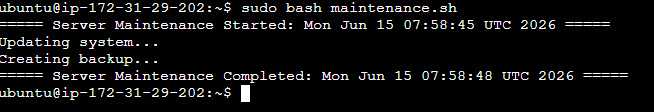 ubuntu@ip-172-31-29-202:~$ sudo bash maintenance.sh
===== Server Maintenance Started: Mon Jun 15 07:58:45 UTC 2026 =====
Updating system...
Creating backup...
===== Server Maintenance Completed: Mon Jun 15 07:58:48 UTC 2026 =====
ubuntu@ip-172-31-29-202:~$